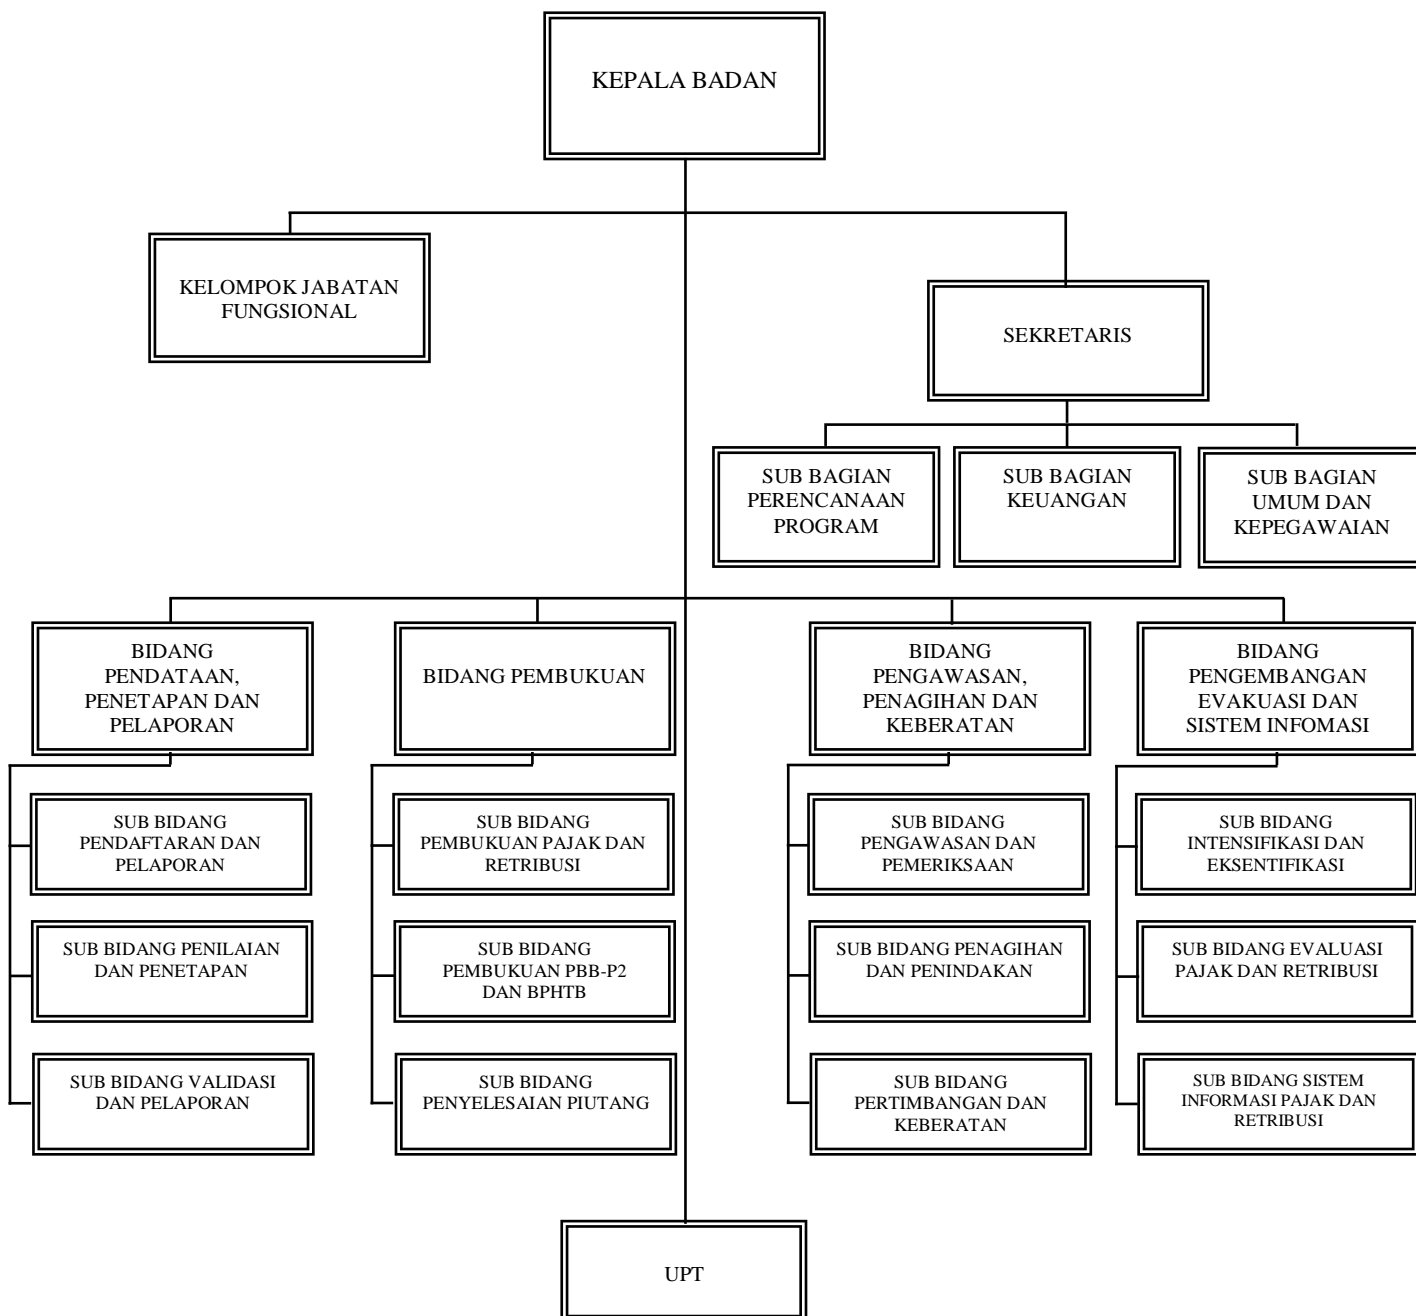 KEPALA BADAN
KELOMPOK JABATAN
FUNGSIONAL
SEKRETARIS
SUB BAGIAN
PERENCANAAN
PROGRAM
SUB BAGIAN
KEUANGAN
SUB BAGIAN
UMUM DAN
KEPEGAWAIAN
BIDANG
PENDATAAN,
PENETAPAN DAN
PELAPORAN
BIDANG PEMBUKUAN
BIDANG
PENGAWASAN,
PENAGIHAN DAN
KEBERATAN
BIDANG
PENGEMBANGAN
EVAKUASI DAN
SISTEM INFOMASI
SUB BIDANG
PENDAFTARAN DAN
PELAPORAN
SUB BIDANG
PEMBUKUAN PAJAK DAN
RETRIBUSI
SUB BIDANG
PENGAWASAN DAN
PEMERIKSAAN
SUB BIDANG
INTENSIFIKASI DAN
EKSENTIFIKASI
SUB BIDANG PENILAIAN
DAN PENETAPAN
SUB BIDANG
PEMBUKUAN PBB-P2
DAN BPHTB
SUB BIDANG PENAGIHAN
DAN PENINDAKAN
SUB BIDANG EVALUASI
PAJAK DAN RETRIBUSI
SUB BIDANG VALIDASI
DAN PELAPORAN
SUB BIDANG
PENYELESAIAN PIUTANG
SUB BIDANG
PERTIMBANGAN DAN
KEBERATAN
SUB BIDANG SISTEM
INFORMASI PAJAK DAN
RETRIBUSI
UPT